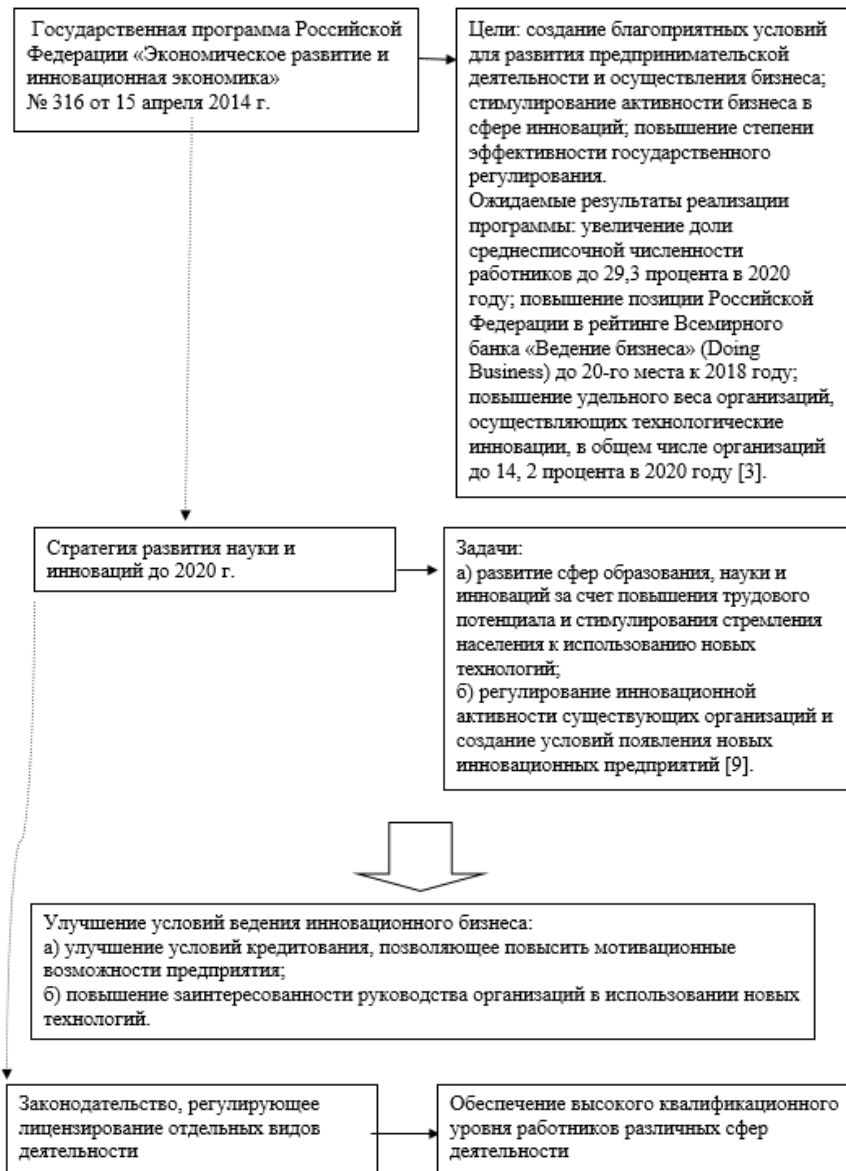 Государственная программа Российской
Федерации «Экономическое развитие и
инновационная экономика»
№ 316 от 15 апреля 2014 г.
Цели: создание благоприятных условий
для развития предпринимательской
деятельности и осуществления бизнеса;
стимулирование активности бизнеса в
сфере инноваций; повышение степени
эффективности государственного
регулирования.
Ожидаемые результаты реализации
программы: увеличение доли
среднесписочной численности
работников до 29,3 процента в 2020
году; повышение позиции Российской
Федерации в рейтинге Всемирного
банка «Ведение бизнеса» (Doing
Business) до 20-го места к 2018 году;
повышение удельного веса организаций,
осуществляющих технологические
инновации, в общем числе организаций
до 14, 2 процента в 2020 году [3].
Стратегия развития науки и
инноваций до 2020 г.
Задачи:
а) развитие сфер образования, науки и
инноваций за счет повышения трудового
потенциала и стимулирования стремления
населения к использованию новых
технологий;
б) регулирование инновационной
активности существующих организаций и
создание условий появления новых
инновационных предприятий [9].
Улучшение условий ведения инновационного бизнеса:
а) улучшение условий кредитования, позволяющее повысить мотивационные
возможности предприятия;
б) повышение заинтересованности руководства организаций в использовании новых
технологий.
Законодательство, регулирующее
лицензирование отдельных видов
деятельности
Обеспечение высокого квалификационного
уровня работников различных сфер
деятельности